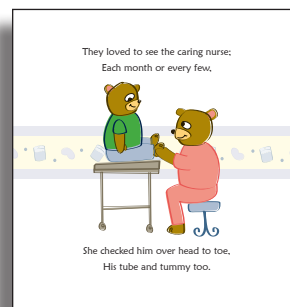 They loved to see the caring nurse;
Each month or every few,
She checked him over head to toe,
His tube and tummy too.